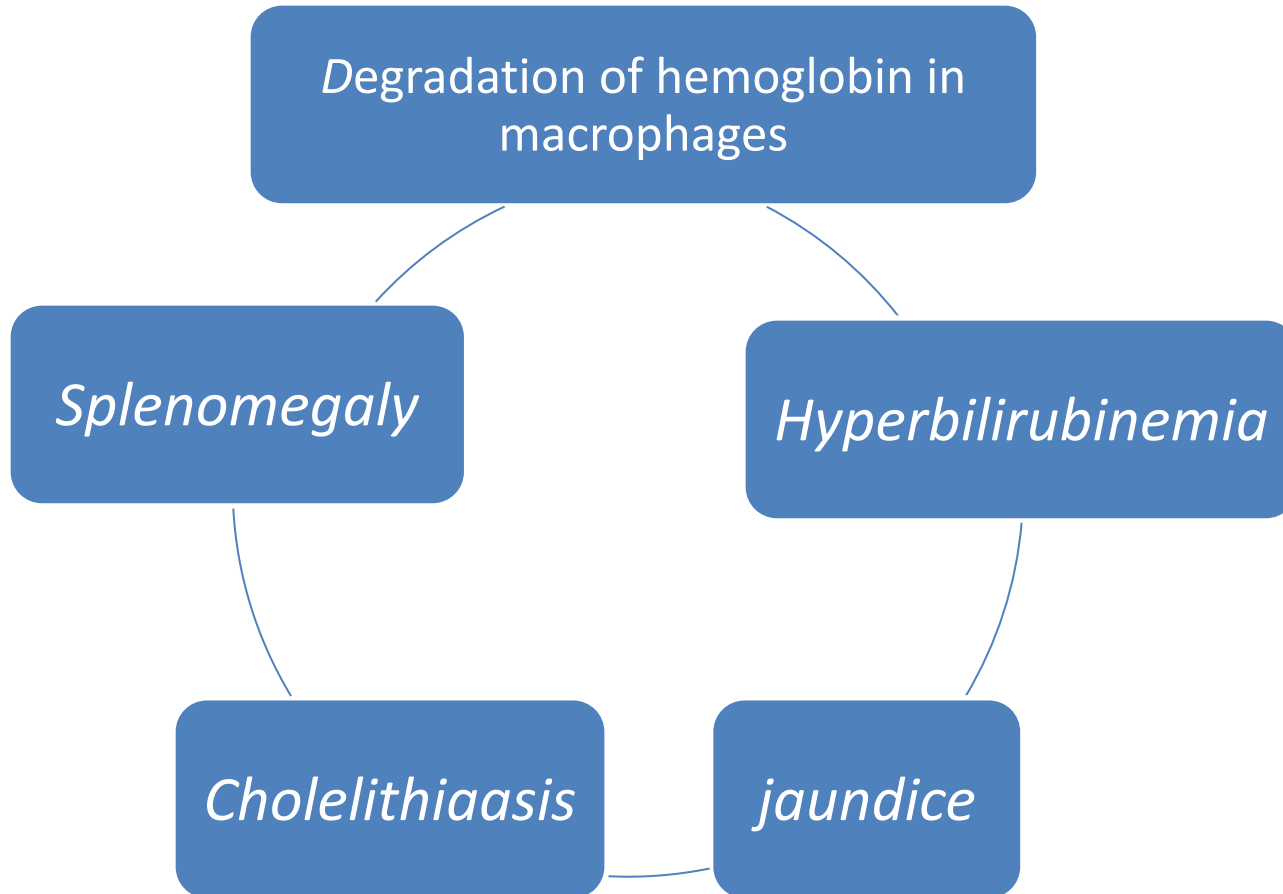 Degradation of hemoglobin in
macrophages
Hyperbilirubinemia
jaundice
Cholelithiaasis
Splenomegaly